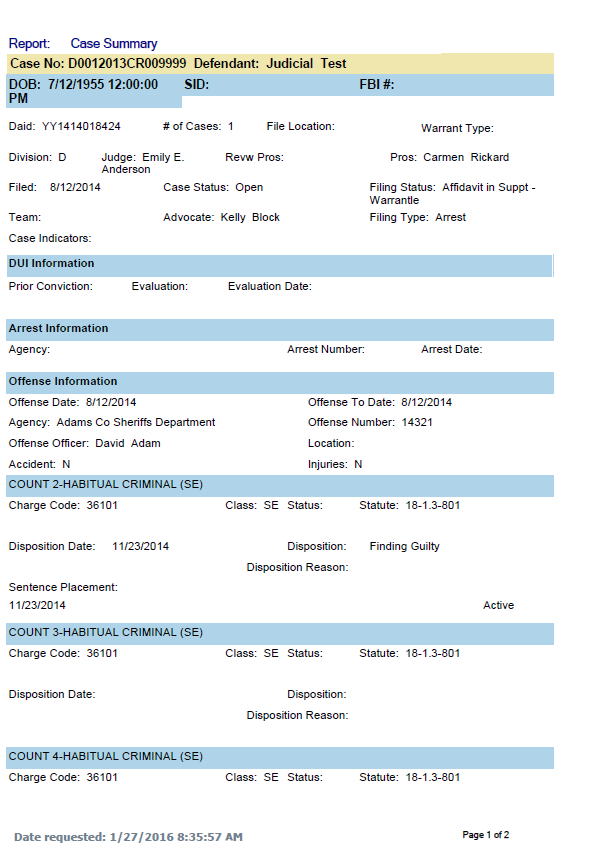 Report: Case Summary
Case No: D0012013CR009999 Defendant: Judicial Test
DOB: 7/12/1955 12:00:00 SID: FBI #:
PM
Daid: YY1414018424 # of Cases: 1 File Location: Warrant Type:
Division: D Judge: Emily E. Revw Pros: Pros: Carmen Rickard
Anderson
Filed: 8/12/2014 Case Status: Open Filing Status: Affidavit in Suppt -
Warrantle
Team: Advocate: Kelly Block Filing Type: Arrest
Case Indicators:
DUI Information
Prior Conviction: Evaluation: Evaluation Date:
Arrest Information
Agency: Arrest Number: Arrest Date:
Offense Information
Offense Date: 8/12/2014 Offense To Date: 8/12/2014
Agency: Adams Co Sheriffs Department Offense Number: 14321
Offense Officer: David Adam Location:
Accident: N Injuries: N
COUNT 2-HABITUAL CRIMINAL (SE)
Charge Code: 36101 Class: SE Status: Statute: 18-1.3-801
Disposition Date: 11/23/2014 Disposition: Finding Guilty
Disposition Reason:
Sentence Placement:
11/23/2014 Active
COUNT 3-HABITUAL CRIMINAL (SE)
Charge Code: 36101 Class: SE Status: Statute: 18-1.3-801
Disposition Date: Disposition:
Disposition Reason:
COUNT 4-HABITUAL CRIMINAL (SE)
Charge Code: 36101 Class: SE Status: Statute: 18-1.3-801
Date requested: 1/27/2016 8:35:57 AM Page 1 of 2